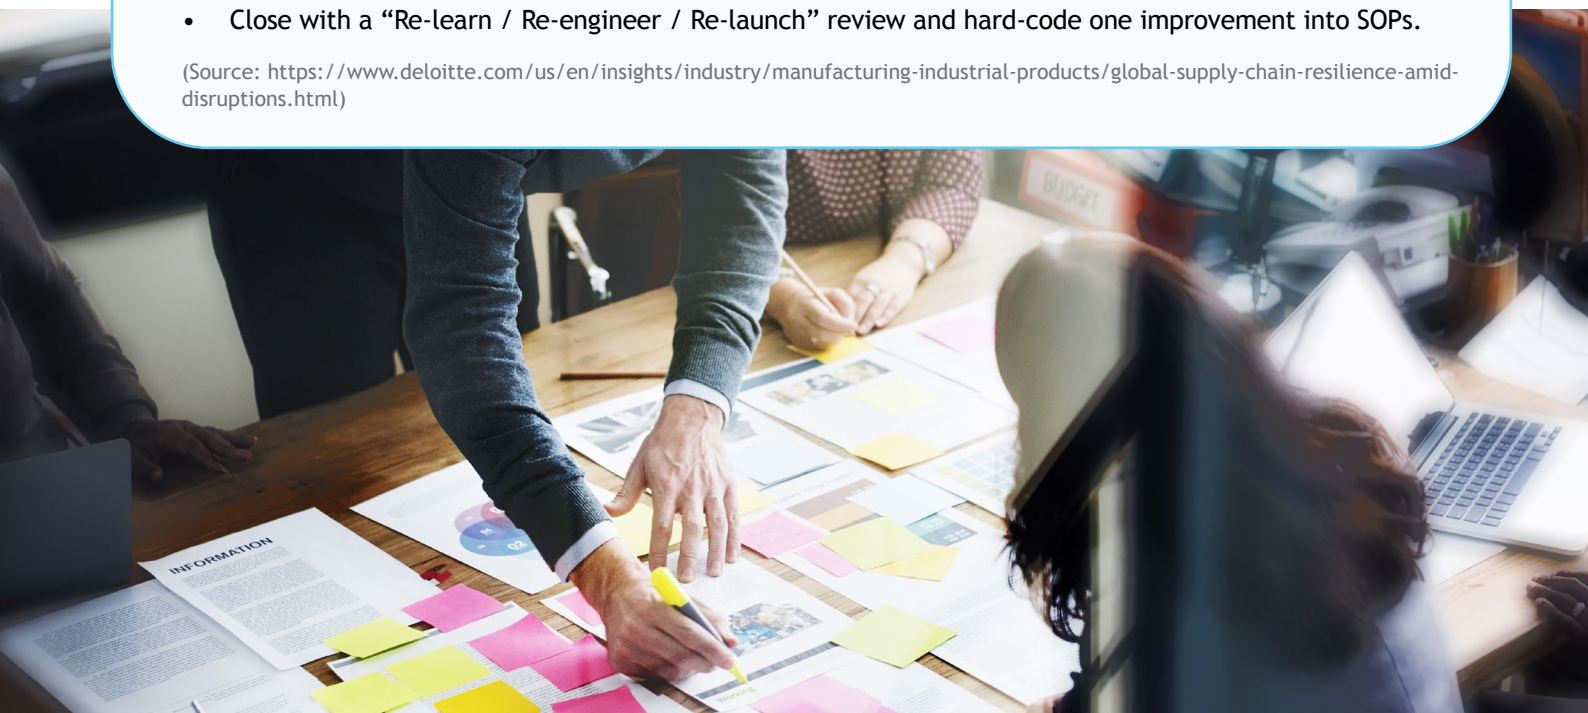 • Close with a “Re-learn / Re-engineer / Re-launch” review and hard-code one improvement into SOPs.
(Source: https://www.deloitte.com/us/en/insights/industry/manufacturing-industrial-products/global-supply-chain-resilience-amid-
disruptions.html)
BUDGET
INFORMATION
02